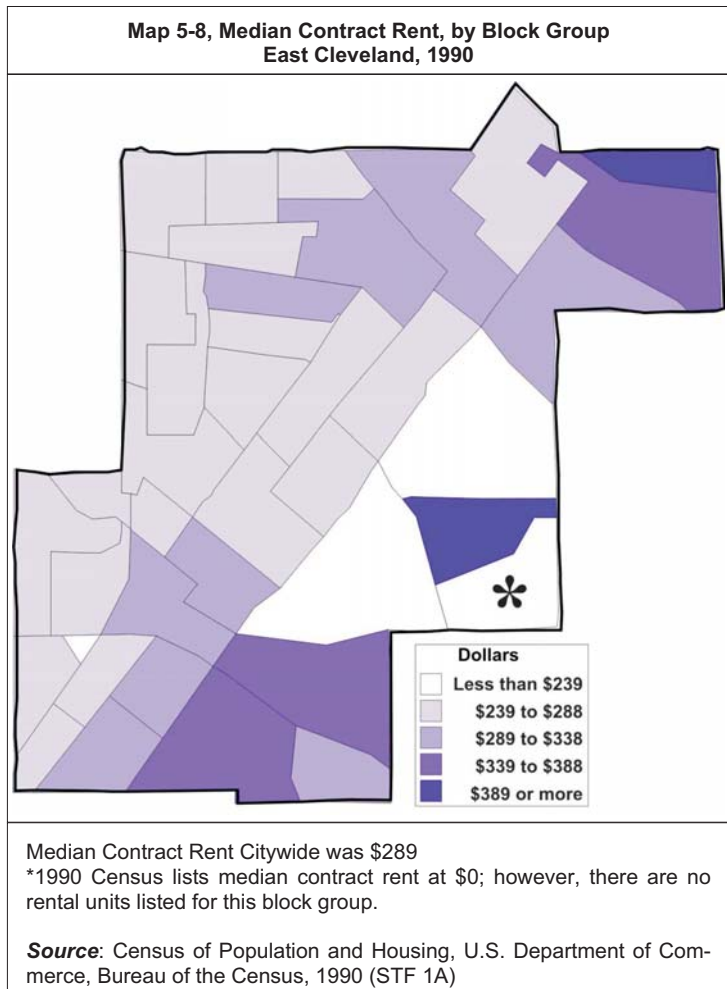 Map 5-8, Median Contract Rent, by Block Group
East Cleveland, 1990
*
Dollars
Less than $239
$239 to $288
$289 to $338
$339 to $388
$389 or more
Median Contract Rent Citywide was $289
*1990 Census lists median contract rent at $0; however, there are no
rental units listed for this block group.
Source: Census of Population and Housing, U.S. Department of Com-
merce, Bureau of the Census, 1990 (STF 1A)